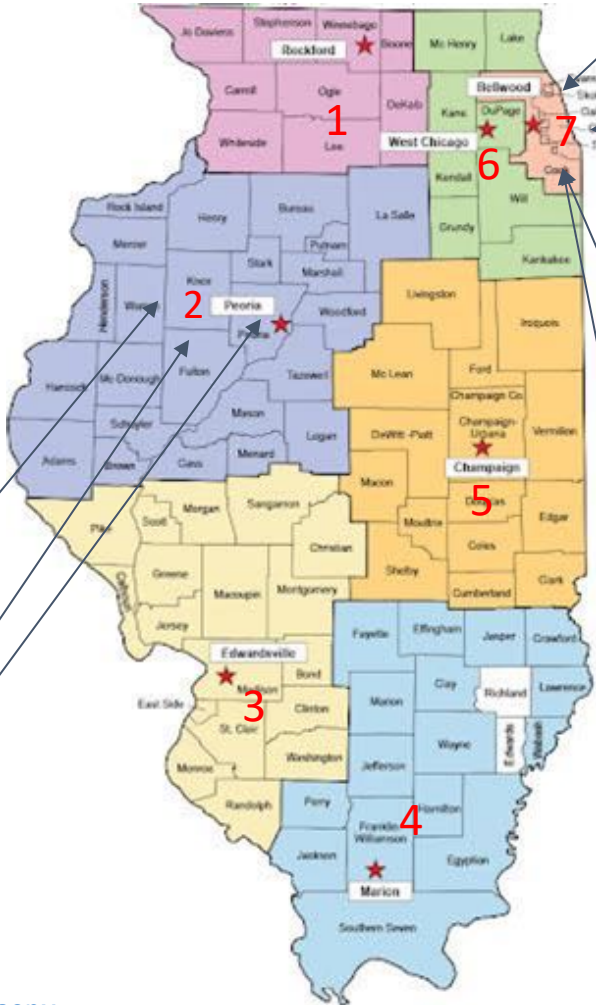 Jo Daviess
Stephenson
Winnebago
Rockford
Boone
Mc Henry
Lake
Carroll
Ogle
DeKalb
Kane
Bellwood
DuPage
Whiteside
Lee
1
West Chicago
6
7
Cook
Kendall
Will
Grundy
Kankakee
Rock Island
Henry
Bureau
La Salle
Mercer
Putnam
Stark
Marshall
Henderson
Knox
2
Peoria
Peoria
Woodford
Livingston
Iroquois
Hancock
Mc Donough
Fulton
Tazewell
Mc Lean
Ford
Champaign Co.
Schuyler
Mason
Logan
DeWitt -Piatt
Champaign-
Urbana
Vermilion
Adams
Brown
Cass
Menard
Champaign
Macon
5
Douglas
Edgar
Pike
Scott
Morgan
Sangamon
Christian
Moultrie
Coles
Shelby
Cumberland
Clark
Greene
Calhoun
Macoupin
Montgomery
Jersey
Fayette
Effingham
Jasper
Crawford
Edwardsville
Madison
Bond
East Side
3
St. Clair
Clinton
Marion
Clay
Richland
Lawrence
Washington
Wayne
Edwards
Wabash
Monroe
Jefferson
Randolph
Perry
Franklin
Williamson
4
Hamilton
Jackson
Egyptian
Marion
Southern Seven